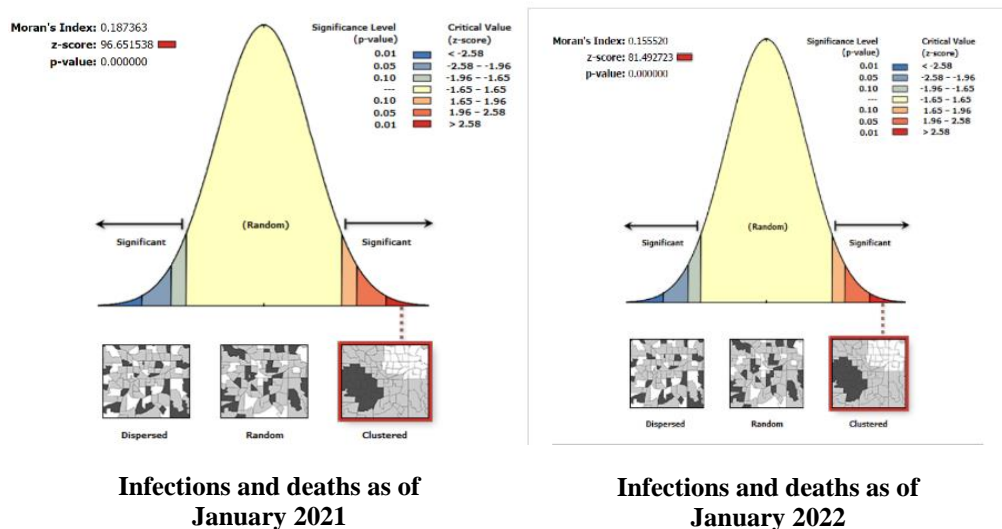 Moran's Index: 0.187363
z-score: 96.651538
p-value: 0.000000
Significance Level (p-value)
Critical Value (z-score)
0.01 < -2.58
0.05 -2.58 – -1.96
0.10 -1.96 – -1.65
--- -1.65 – 1.65
0.10 1.65 – 1.96
0.05 1.96 – 2.58
0.01 > 2.58
(Random)
Significant
Significant
Dispersed
Random
Clustered
Infections and deaths as of
January 2021
Moran's Index: 0.155520
z-score: 81.492723
p-value: 0.000000
Significance Level (p-value)
Critical Value (z-score)
0.01 < -2.58
0.05 -2.58 – -1.96
0.10 -1.96 – -1.65
--- -1.65 – 1.65
0.10 1.65 – 1.96
0.05 1.96 – 2.58
0.01 > 2.58
(Random)
Significant
Significant
Dispersed
Random
Clustered
Infections and deaths as of
January 2022